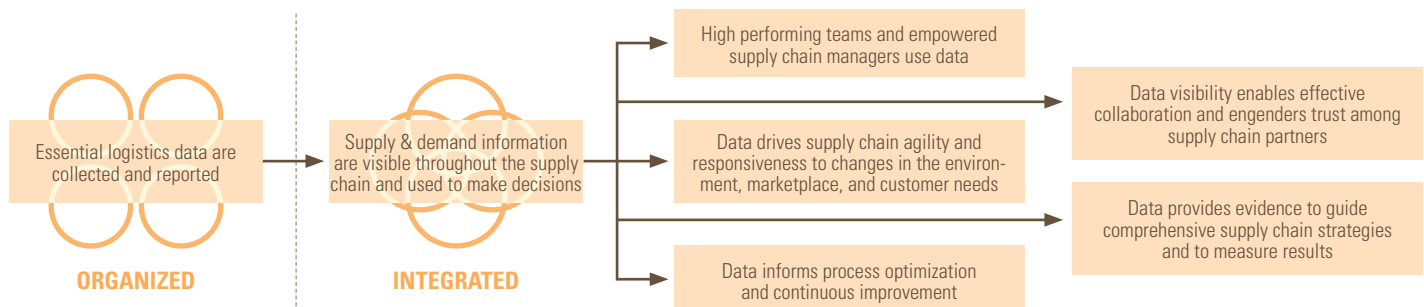 Essential logistics data are
collected and reported
ORGANIZED
Supply & demand information
are visible throughout the supply
chain and used to make decisions
INTEGRATED
High performing teams and empowered
supply chain managers use data
Data visibility enables effective
collaboration and engenders trust among
supply chain partners
Data drives supply chain agility and
responsiveness to changes in the environ-
ment, marketplace, and customer needs
Data provides evidence to guide
comprehensive supply chain strategies
and to measure results
Data informs process optimization
and continuous improvement